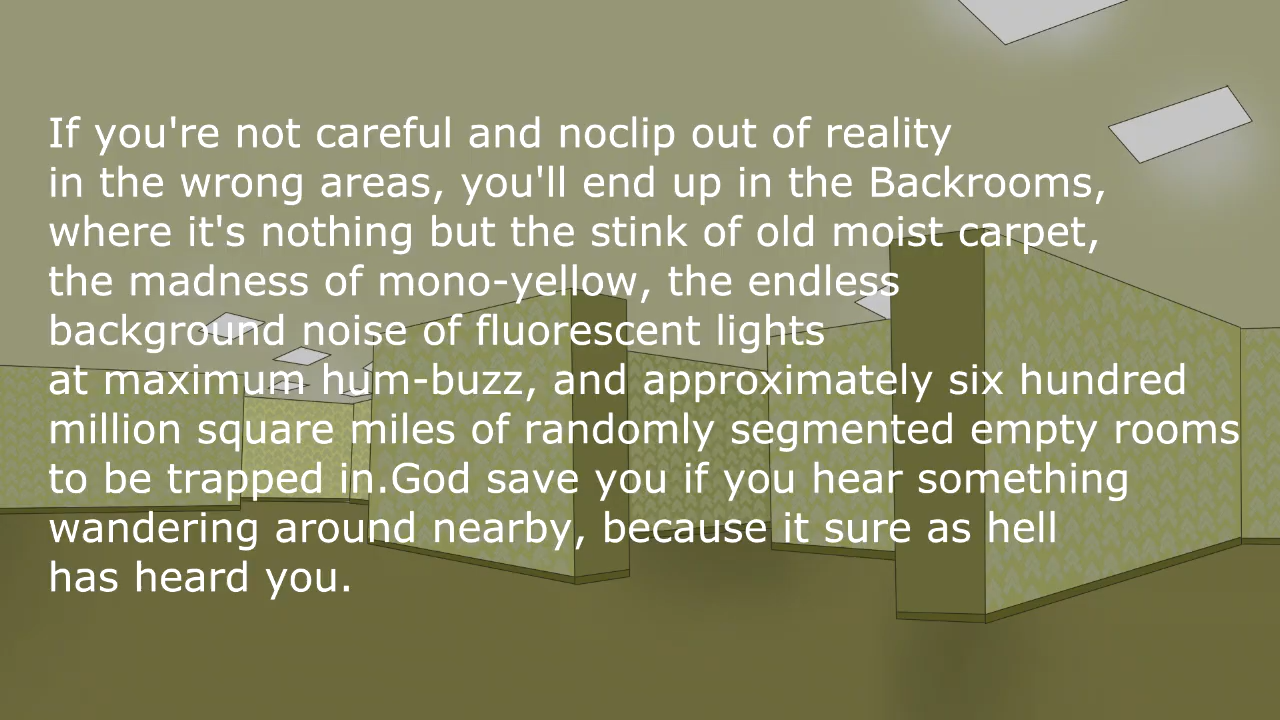 If you're not careful and noclip out of reality
in the wrong areas, you'll end up in the Backrooms,
where it's nothing but the stink of old moist carpet,
the madness of mono-yellow, the endless
background noise of fluorescent lights
at maximum hum-buzz, and approximately six hundred
million square miles of randomly segmented empty rooms
to be trapped in.God save you if you hear something
wandering around nearby, because it sure as hell
has heard you.